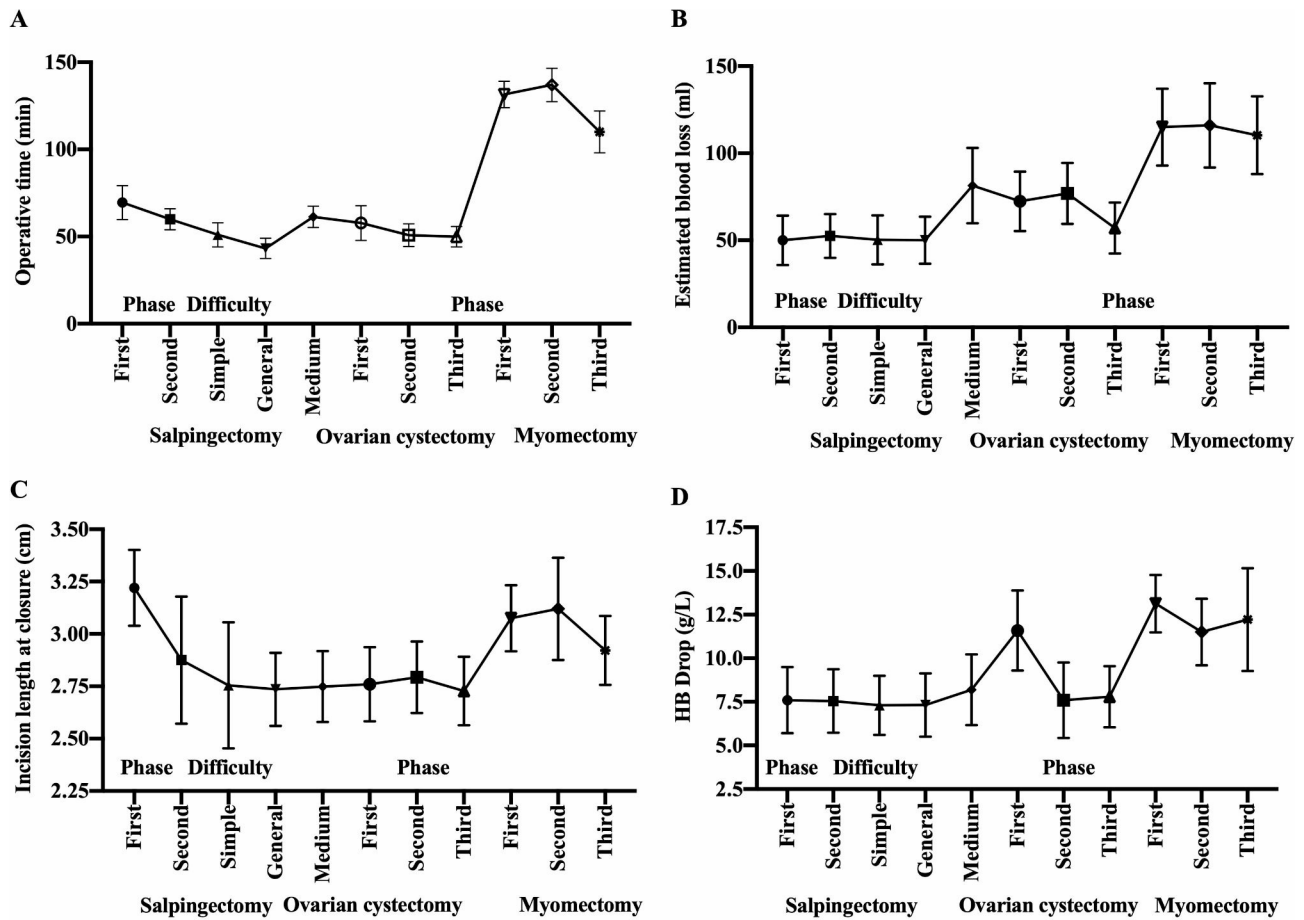 A
Operative time (min)
150
100
50
0
Phase Difficulty Phase
First
Second
Simple
General
Medium
First
Second
Third
First
Second
Third
Salpingectomy Ovarian cystectomy Myomectomy
B
Estimated blood loss (ml)
150
100
50
0
Phase Difficulty Phase
First
Second
Simple
General
Medium
First
Second
Third
First
Second
Third
Salpingectomy Ovarian cystectomy Myomectomy
C
Incision length at closure (cm)
3.50
3.25
3.00
2.75
2.50
2.25
Phase Difficulty Phase
First
Second
Simple
General
Medium
First
Second
Third
First
Second
Third
Salpingectomy Ovarian cystectomy Myomectomy
D
HB Drop (g/L)
17.5
15.0
12.5
10.0
7.5
5.0
2.5
Phase Difficulty Phase
First
Second
Simple
General
Medium
First
Second
Third
First
Second
Third
Salpingectomy Ovarian cystectomy Myomectomy